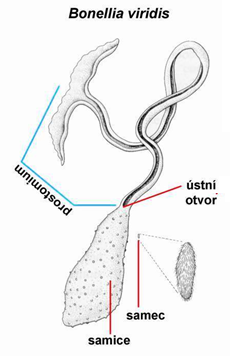 Bonellia viridis
prostomium
ústní
otvor
samec
samice